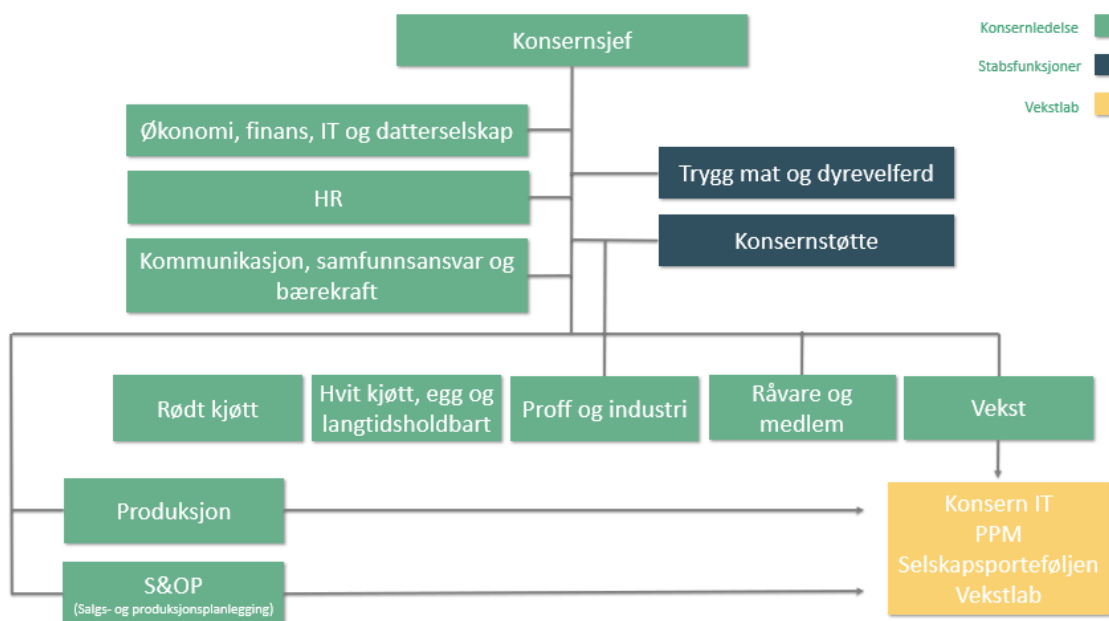 Konsernsjef
Konsernledelse
Stabsfunksjoner
Vekstlab
Økonomi, finans, IT og datterselskap
Trygg mat og dyrevelferd
HR
Konsernstøtte
Kommunikasjon, samfunnsansvar og
bærekraft
Rødt kjøtt
Hvit kjøtt, egg og
langtidsholdbart
Proff og industri
Råvare og
medlem
Vekst
Produksjon
S&OP
(Salgs- og produksjonsplanlegging)
Konsern IT
PPM
Selskapsporteføljen
Vekstlab